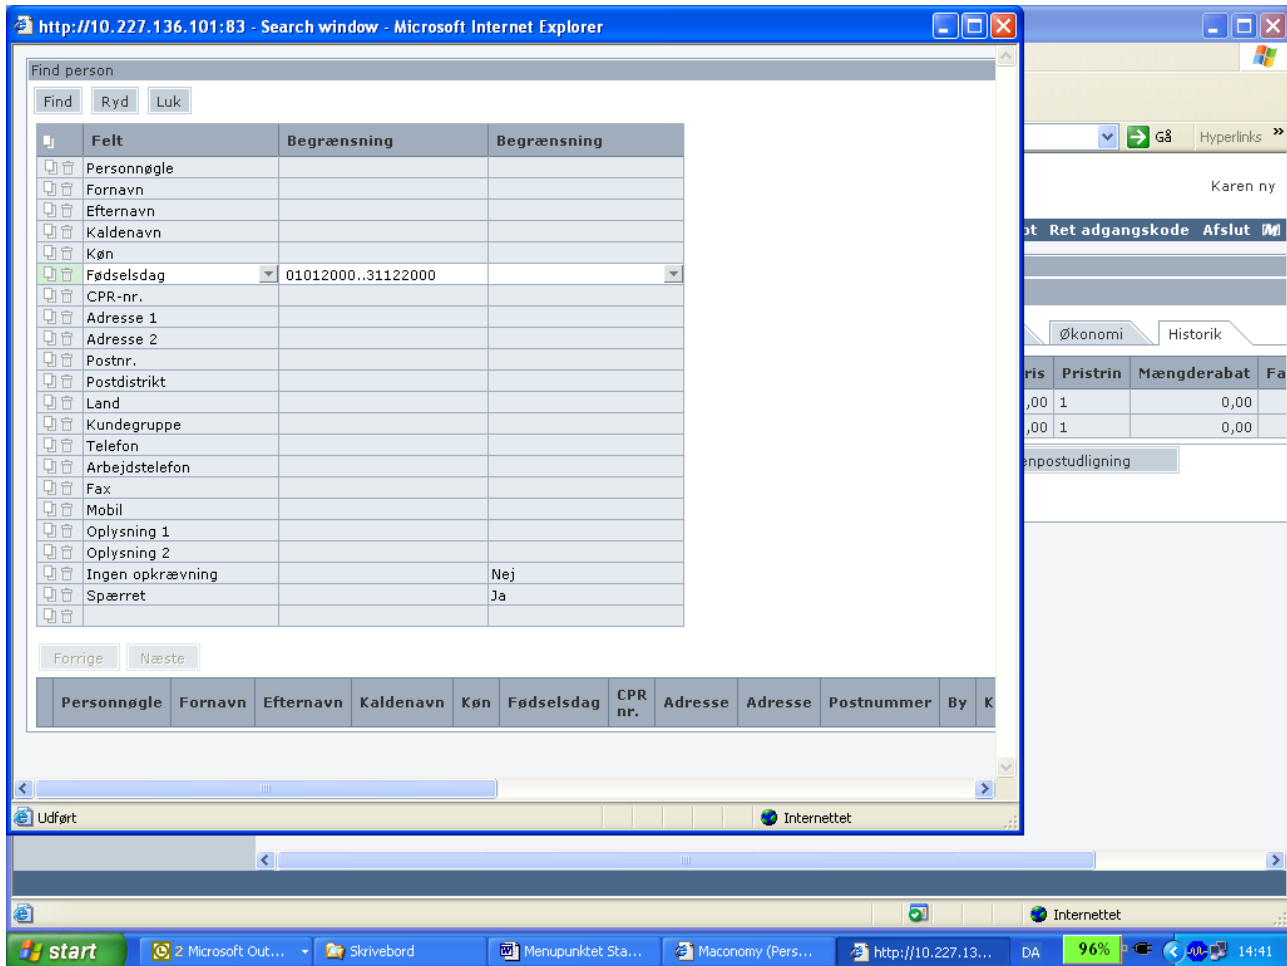 http://10.227.136.101:83 - Search window - Microsoft Internet Explorer
Find person
Find Ryd Luk
Felt Begrænsning Begrænsning
Personnøgle
Fornavn
Efternavn
Kaldenavn
Køn
Fødselsdag 01012000..31122000
CPR-nr.
Adresse 1
Adresse 2
Postnr.
Postdistrikt
Land
Kundegruppe
Telefon
Arbejdstelefon
Fax
Mobil
Oplysning 1
Oplysning 2
Ingen opkrævning Nej
Spærret Ja
Forrige Næste
Personnøgle Fornavn Efternavn Kaldenavn Køn Fødselsdag CPR nr. Adresse Adresse Postnummer By K
Udført Internettet
Gå Hyperlinks »
Karen ny
ot Ret adgangskode Afslut
Økonomi Historik
ris Pristrin Mængderabat Fa
,00 1 0,00
,00 1 0,00
enpostudligning
Internettet
start 2 Microsoft Out... Skrivebord Menupunktet Sta... Maconomy (Pers... http://10.227.13... DA 96% 14:41